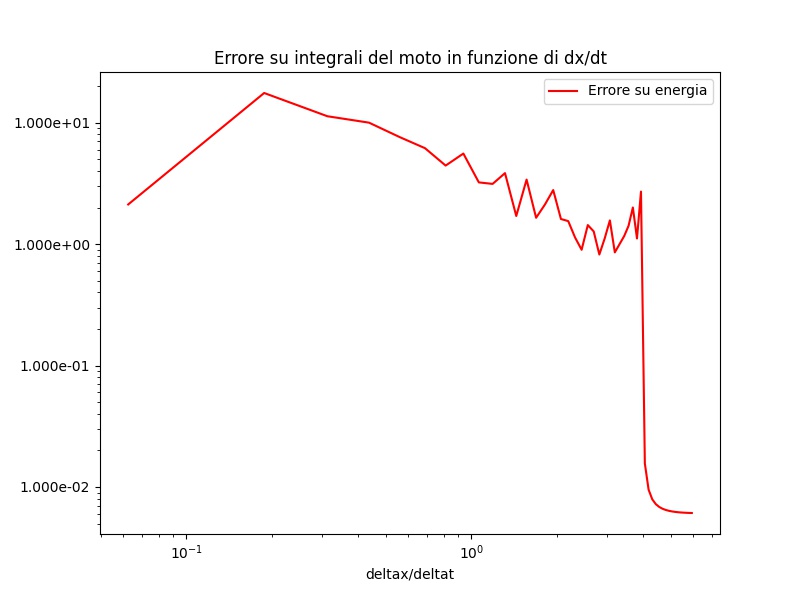 Errore su integrali del moto in funzione di dx/dt
Errore su energia
1.000e+01
1.000e+00
1.000e-01
1.000e-02
10⁻¹
10⁰
deltax/deltat